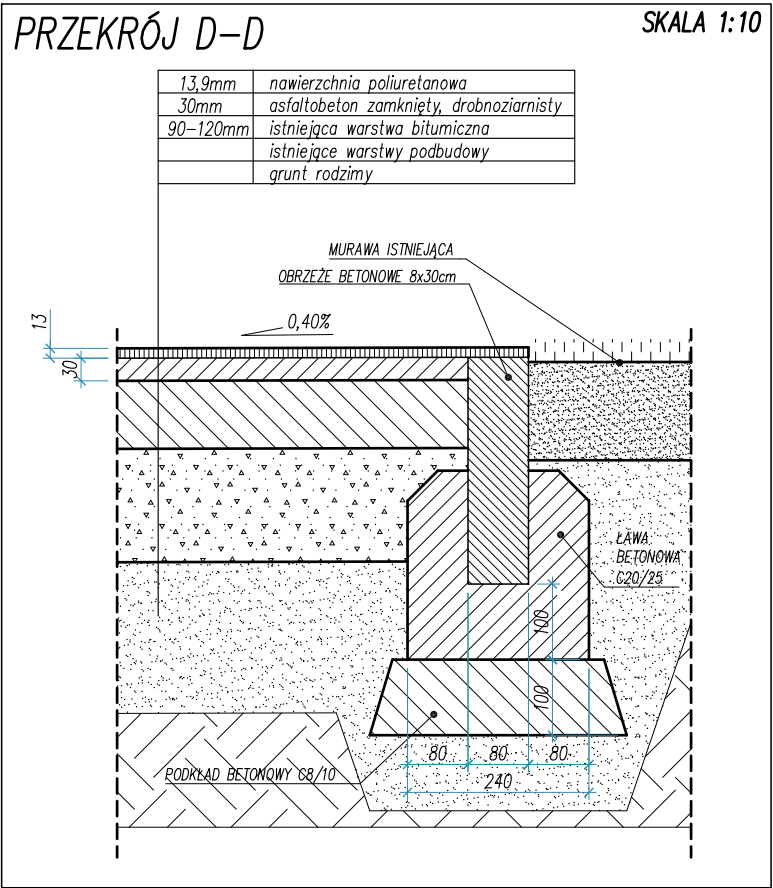 PRZEKRÓJ D-D
SKALA 1:10
13,9mm nawierzchnia poliuretanowa
30mm asfaltobeton zamknięty, drobnoziarnisty
90-120mm istniejąca warstwa bitumiczna
istniejące warstwy podbudowy
grunt rodzimy
MURAWA ISTNIEJĄCA
OBRZEŻE BETONOWE 8x30cm
0,40%
13
30
ŁAWA
BETONOWA
C20/25
100
100
80 80 80
240
PODKŁAD BETONOWY C8/10